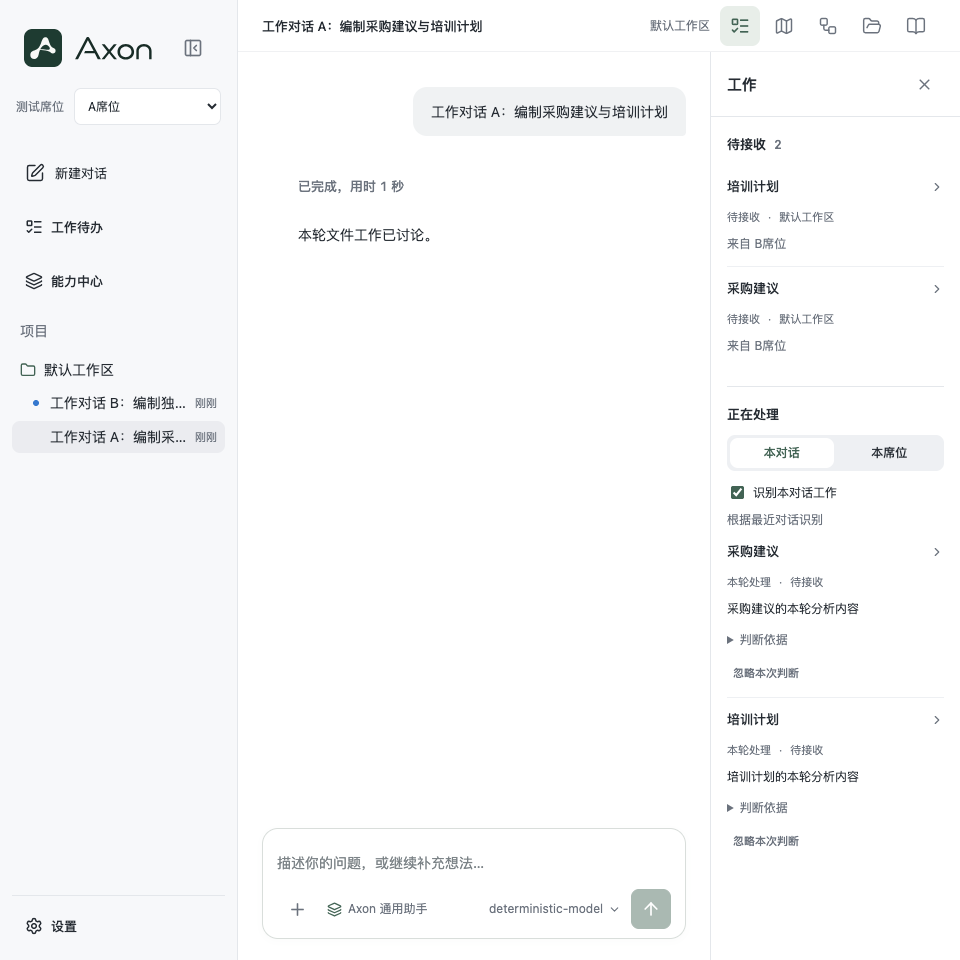 Axon
测试席位
A席位
新建对话
工作待办
能力中心
项目
默认工作区
工作对话 B：编制独... 刚刚
工作对话 A：编制采... 刚刚
设置
工作对话 A：编制采购建议与培训计划
默认工作区
工作对话 A：编制采购建议与培训计划
已完成，用时 1 秒
本轮文件工作已讨论。
描述你的问题，或继续补充想法...
Axon 通用助手
deterministic-model
工作
待接收 2
培训计划
待接收 · 默认工作区
来自 B席位
采购建议
待接收 · 默认工作区
来自 B席位
正在处理
本对话
本席位
识别本对话工作
根据最近对话识别
采购建议
本轮处理 · 待接收
采购建议的本轮分析内容
判断依据
忽略本次判断
培训计划
本轮处理 · 待接收
培训计划的本轮分析内容
判断依据
忽略本次判断